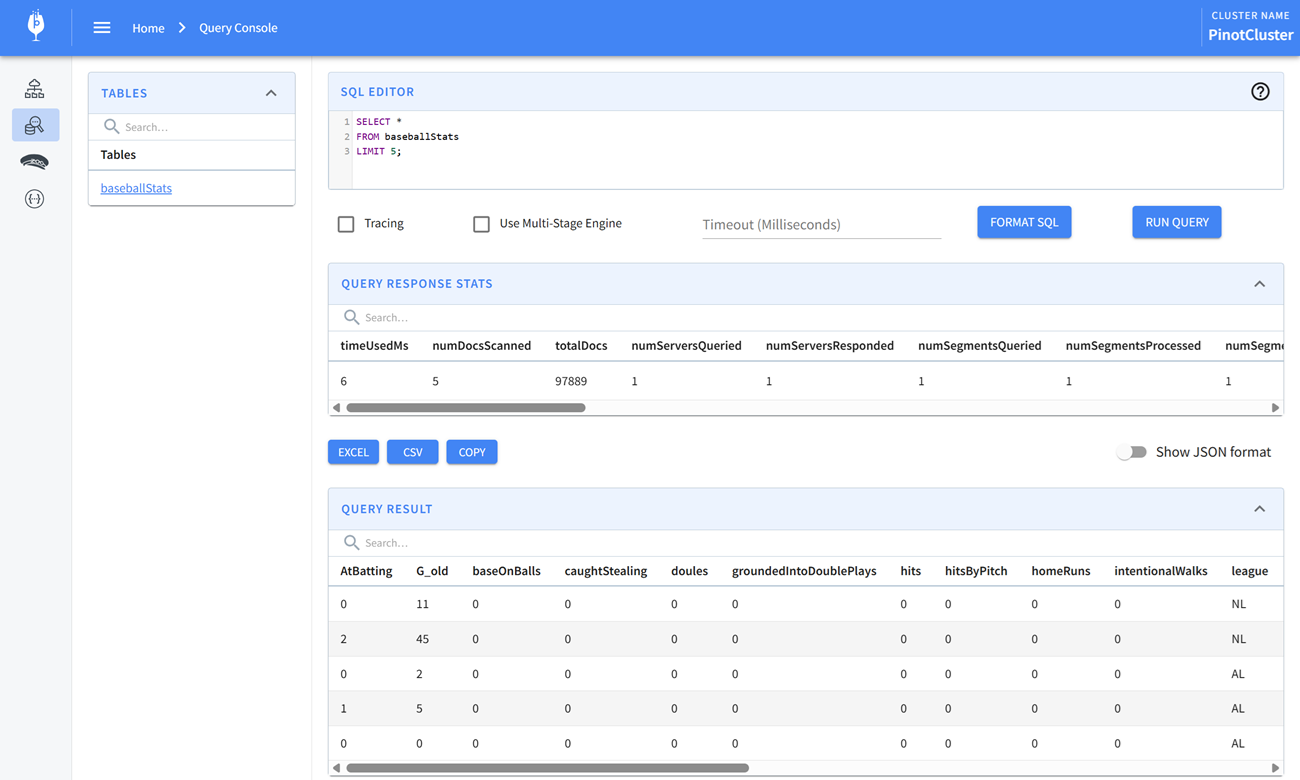 Home > Query Console
CLUSTER NAME
PinotCluster
TABLES
Search...
Tables
baseballStats
SQL EDITOR
1 SELECT *
2 FROM baseballStats
3 LIMIT 5;
Tracing
Use Multi-Stage Engine
Timeout (Milliseconds)
FORMAT SQL
RUN QUERY
QUERY RESPONSE STATS
Search...
timeUsedMs numDocsScanned totalDocs numServersQueried numServersResponded numSegmentsQueried numSegmentsProcessed numSegme
6 5 97889 1 1 1 1 1
EXCEL CSV COPY Show JSON format
QUERY RESULT
Search...
AtBatting G_old baseOnBalls caughtStealing doules groundedIntoDoublePlays hits hitsByPitch homeRuns intentionalWalks league
0 11 0 0 0 0 0 0 0 0 NL
2 45 0 0 0 0 0 0 0 0 NL
0 2 0 0 0 0 0 0 0 0 AL
1 5 0 0 0 0 0 0 0 0 AL
0 0 0 0 0 0 0 0 0 0 AL